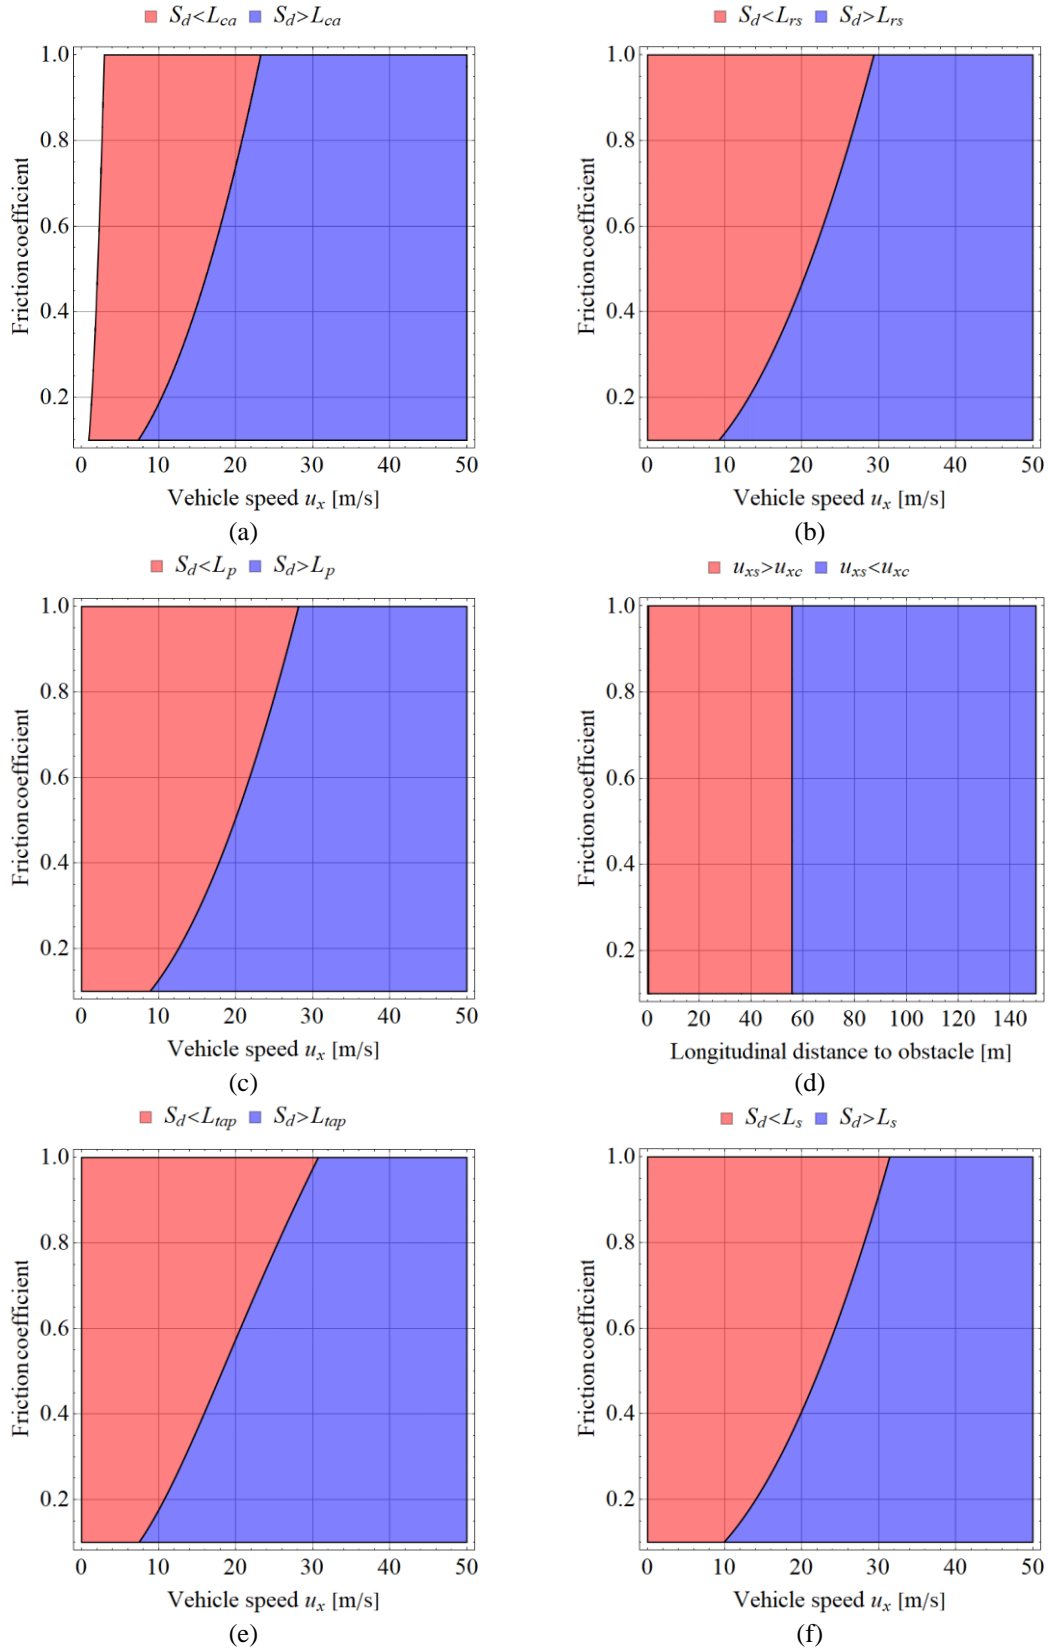 S_d<L_ca S_d>L_ca
1.0
0.8
0.6
0.4
0.2
Friction coefficient
0 10 20 30 40 50
Vehicle speed u_x [m/s]
(a)
S_d<L_rs S_d>L_rs
1.0
0.8
0.6
0.4
0.2
Friction coefficient
0 10 20 30 40 50
Vehicle speed u_x [m/s]
(b)
S_d<L_p S_d>L_p
1.0
0.8
0.6
0.4
0.2
Friction coefficient
0 10 20 30 40 50
Vehicle speed u_x [m/s]
(c)
u_xs>u_xc u_xs<u_xc
1.0
0.8
0.6
0.4
0.2
Friction coefficient
0 20 40 60 80 100 120 140
Longitudinal distance to obstacle [m]
(d)
S_d<L_tap S_d>L_tap
1.0
0.8
0.6
0.4
0.2
Friction coefficient
0 10 20 30 40 50
Vehicle speed u_x [m/s]
(e)
S_d<L_s S_d>L_s
1.0
0.8
0.6
0.4
0.2
Friction coefficient
0 10 20 30 40 50
Vehicle speed u_x [m/s]
(f)